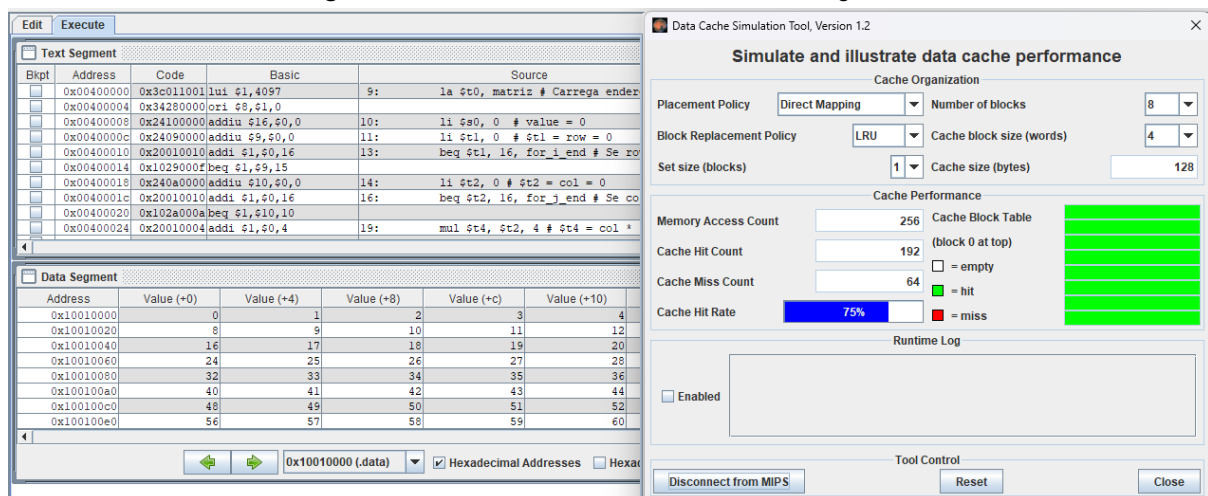 Edit Execute
Text Segment
Bkpt Address Code Basic Source
0x00400000 0x3c011001 lui $1,4097 9: la $t0, matriz # Carrega ender
0x00400004 0x34280000 ori $8,$1,0
0x00400008 0x24100000 addiu $16,$0,0 10: li $s0, 0 # value = 0
0x0040000c 0x24090000 addiu $9,$0,0 11: li $t1, 0 # $t1 = row = 0
0x00400010 0x20010010 addi $1,$0,16 13: beq $t1, 16, for_i_end # Se ro
0x00400014 0x1029000f beq $1,$9,15
0x00400018 0x240a0000 addiu $10,$0,0 14: li $t2, 0 # $t2 = col = 0
0x0040001c 0x20010010 addi $1,$0,16 16: beq $t2, 16, for_j_end # Se co
0x00400020 0x102a000a beq $1,$10,10
0x00400024 0x20010004 addi $1,$0,4 19: mul $t4, $t2, 4 # $t4 = col *
Data Segment
Address Value (+0) Value (+4) Value (+8) Value (+c) Value (+10)
0x10010000 0 1 2 3 4
0x10010020 8 9 10 11 12
0x10010040 16 17 18 19 20
0x10010060 24 25 26 27 28
0x10010080 32 33 34 35 36
0x100100a0 40 41 42 43 44
0x100100c0 48 49 50 51 52
0x100100e0 56 57 58 59 60
0x10010000 (.data) Hexadecimal Addresses Hexa
Data Cache Simulation Tool, Version 1.2
Simulate and illustrate data cache performance
Cache Organization
Placement Policy Direct Mapping Number of blocks 8
Block Replacement Policy LRU Cache block size (words) 4
Set size (blocks) 1 Cache size (bytes) 128
Cache Performance
Memory Access Count 256 Cache Block Table
(block 0 at top)
Cache Hit Count 192
= empty
Cache Miss Count 64
= hit
Cache Hit Rate 75% = miss
Runtime Log
Enabled
Tool Control
Disconnect from MIPS Reset Close